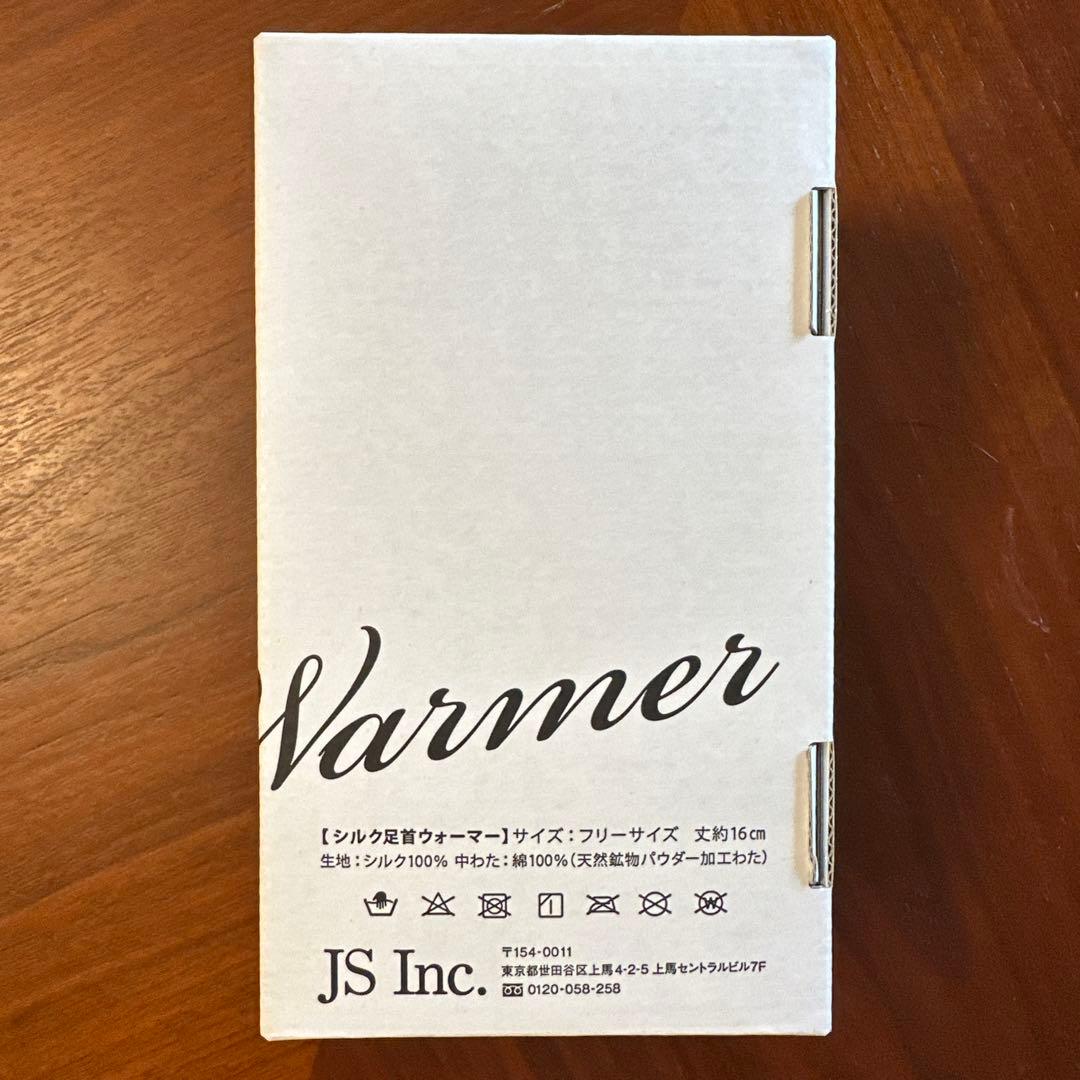 Warmer
【シルク足首ウォーマー】サイズ：フリーサイズ 丈約16㎝
生地：シルク100% 中わた：綿100%（天然鉱物パウダー加工わた）
JS Inc.
〒154-0011
東京都世田谷区上馬4-2-5 上馬セントラルビル7F
0120-058-258